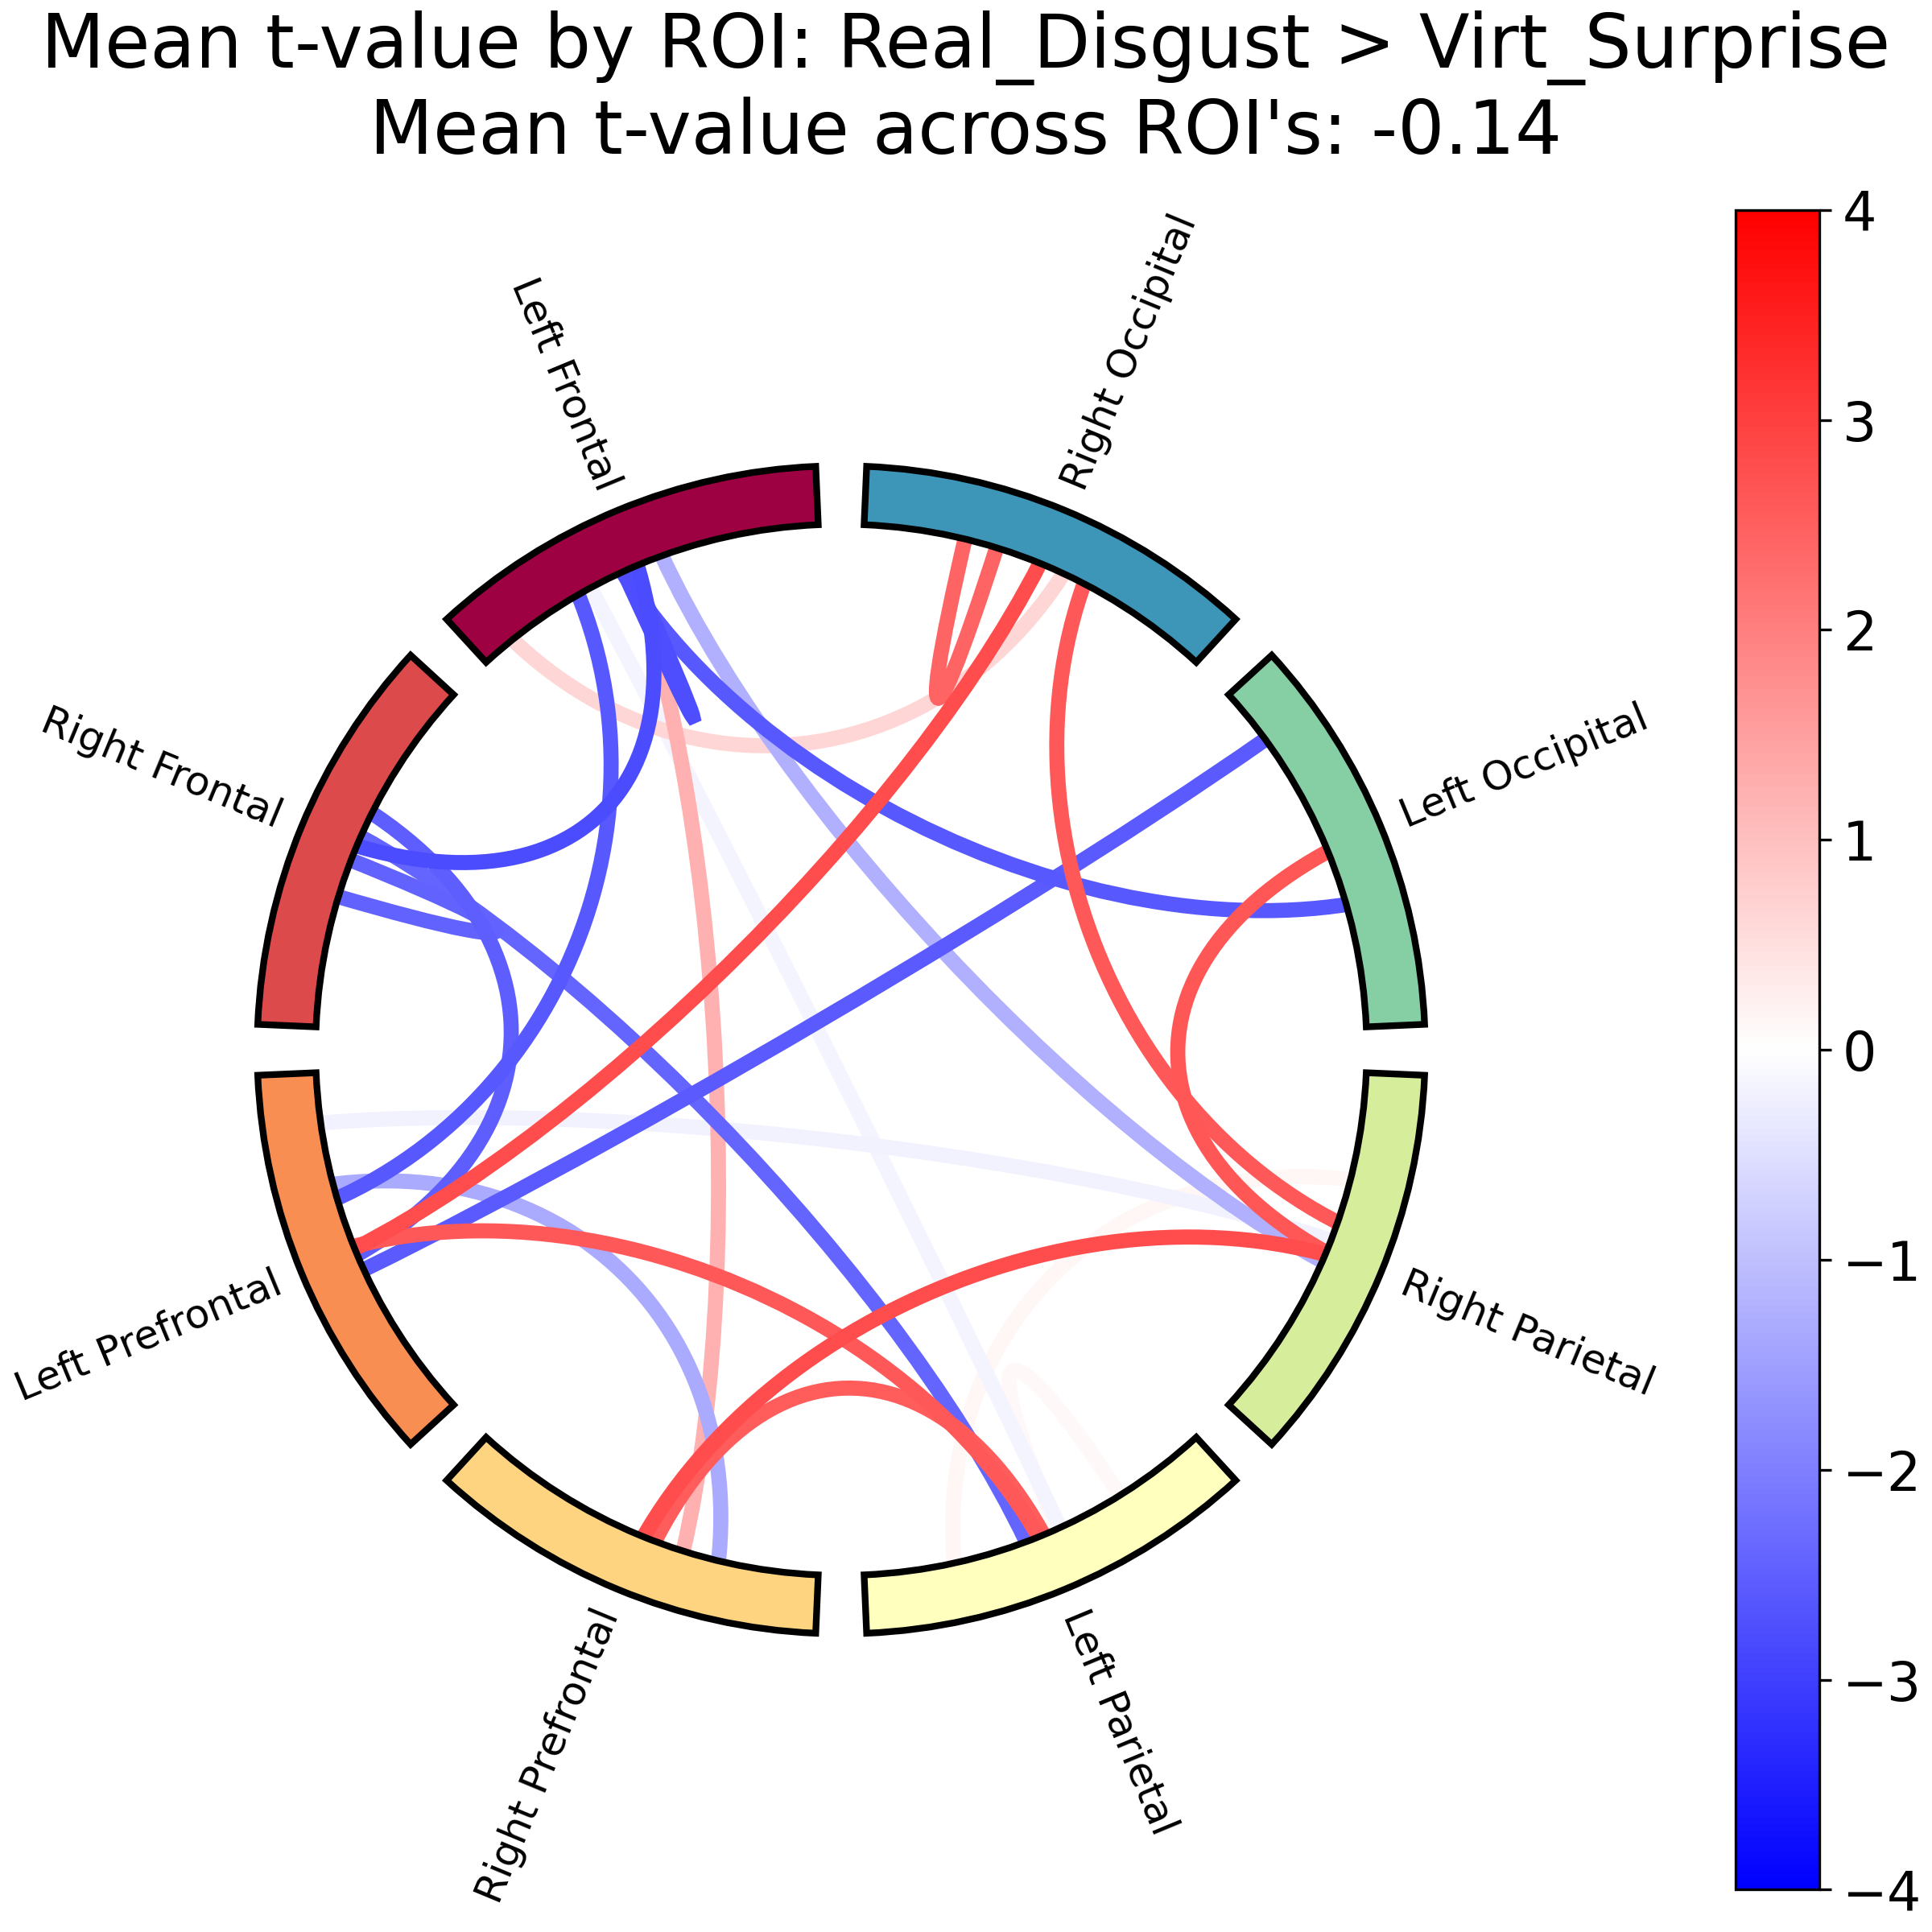 Mean t-value by ROI: Real_Disgust > Virt_Surprise
Mean t-value across ROI's: -0.14
Left Frontal
Right Occipital
Right Frontal
Left Occipital
Left Prefrontal
Right Parietal
Right Prefrontal
Left Parietal
4
3
2
1
0
−1
−2
−3
−4